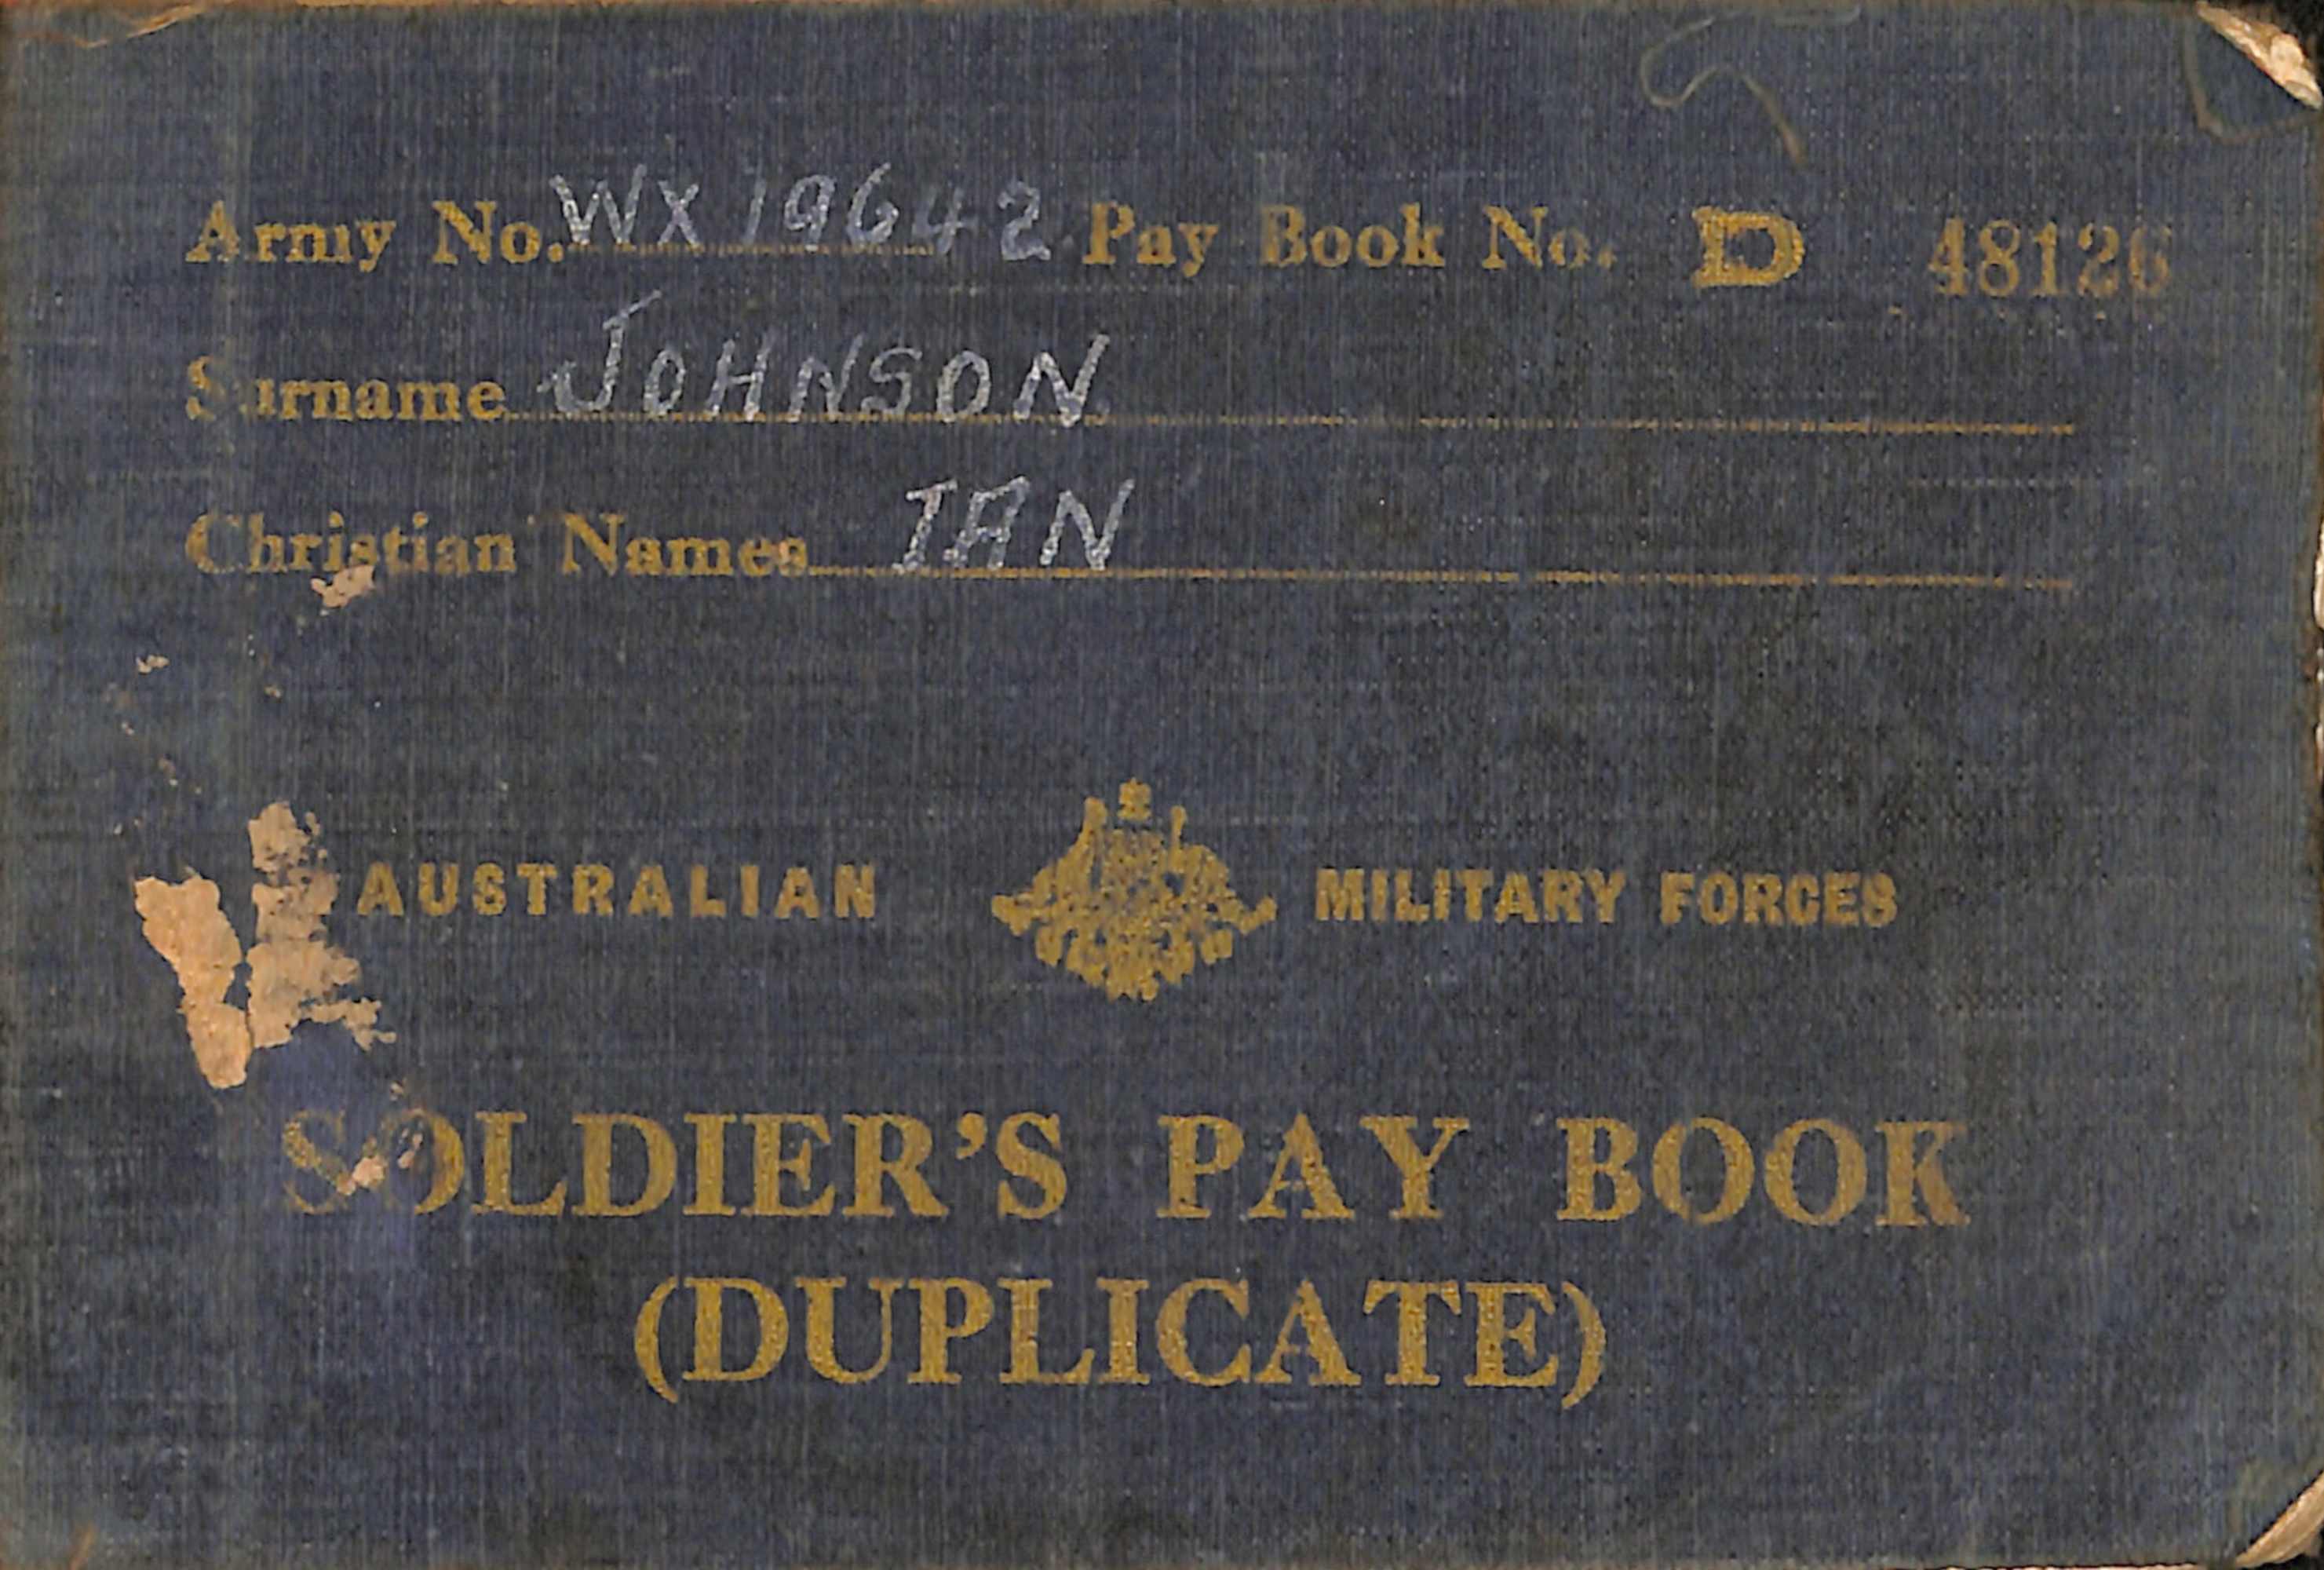 Army No. WX19642 Pay Book No. D 48126
Surname JOHNSON
Christian Names IAN
AUSTRALIAN MILITARY FORCES
SOLDIER'S PAY BOOK
(DUPLICATE)